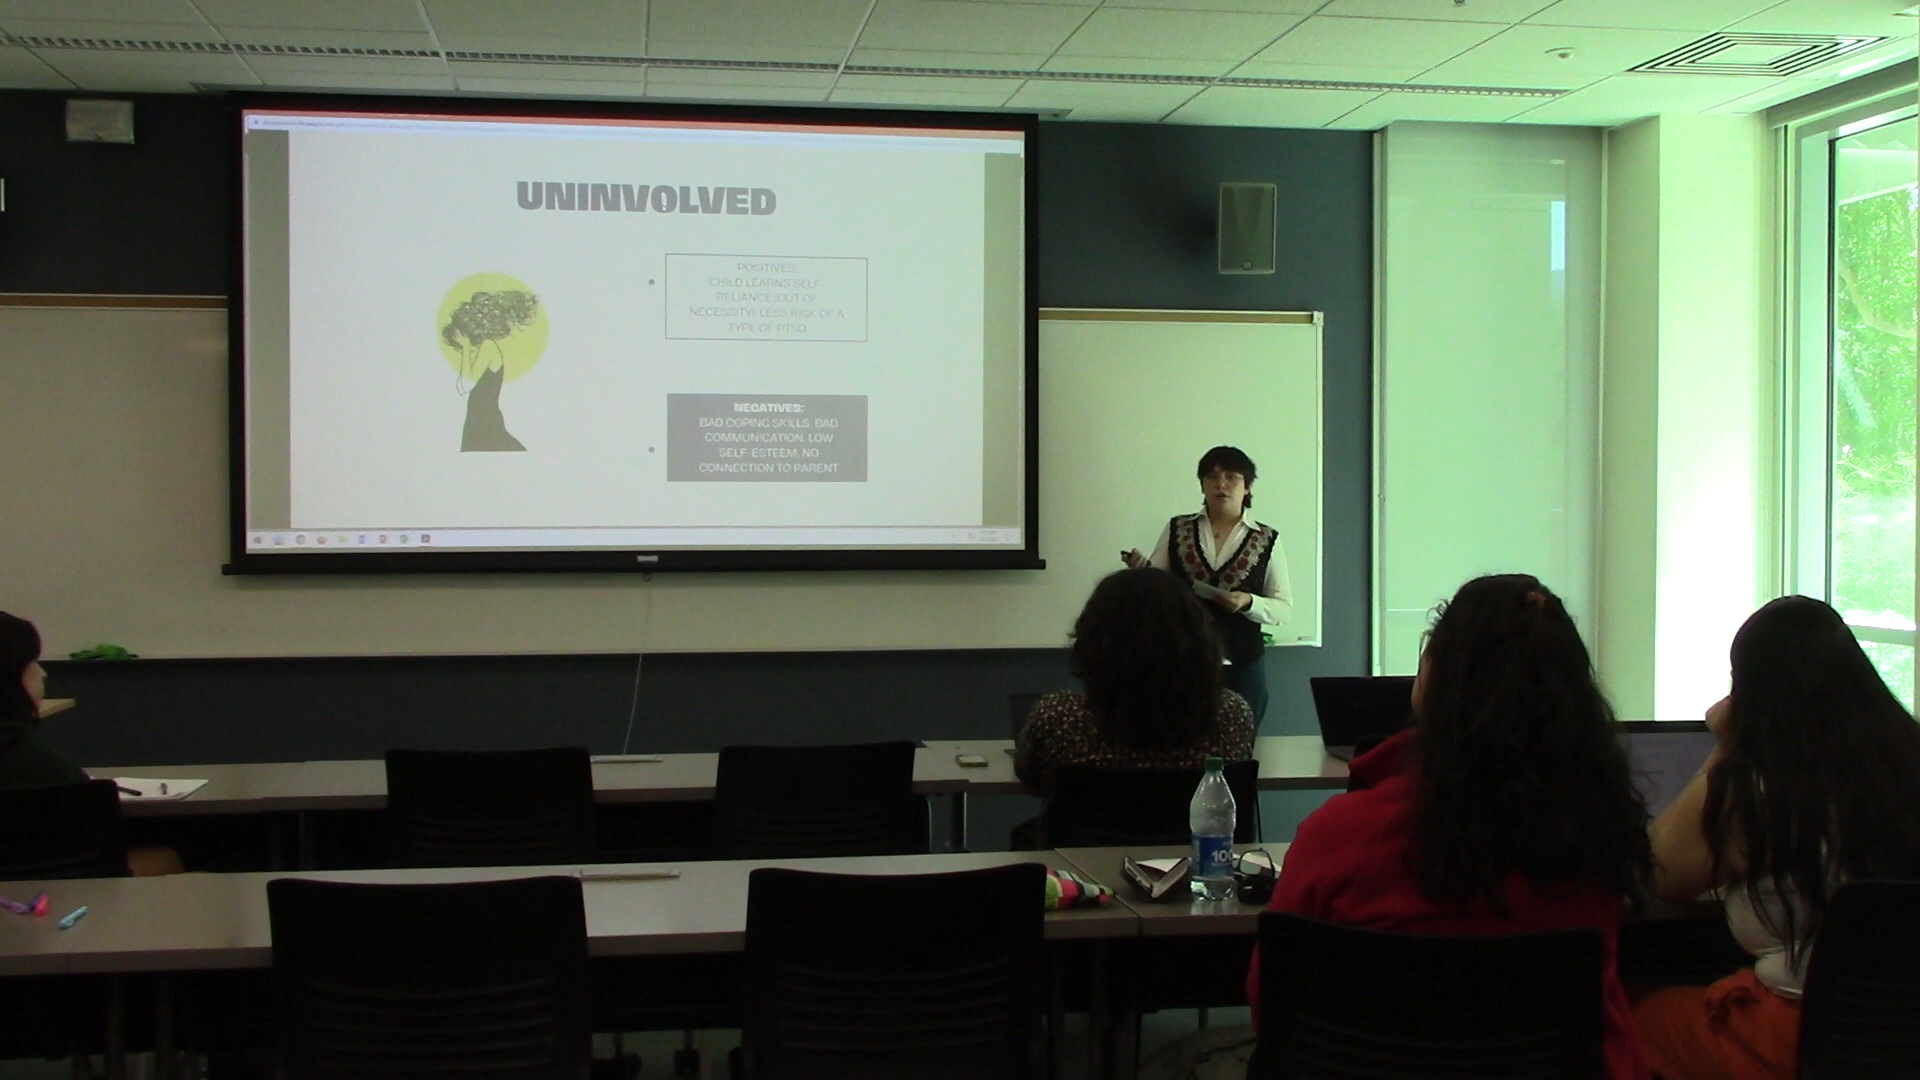 UNINVOLVED
POSITIVES:
CHILD LEARNS SELF-
RELIANCE (OUT OF
NECESSITY), LESS RISK OF A
TYPE OF PTSD
NEGATIVES:
BAD COPING SKILLS, BAD
COMMUNICATION, LOW
SELF-ESTEEM, NO
CONNECTION TO PARENT
100